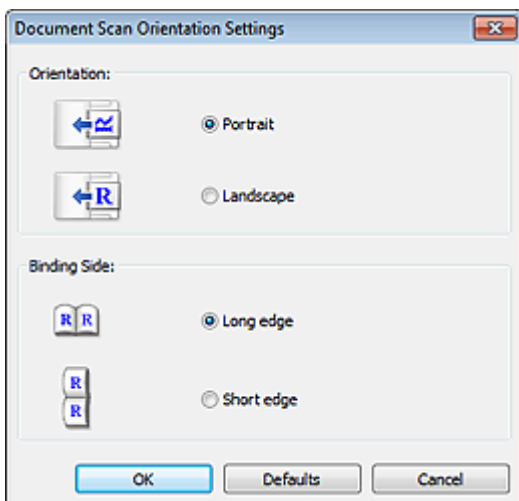 Document Scan Orientation Settings
Orientation:
R
Portrait
R
Landscape
Binding Side:
R R
Long edge
R
R
Short edge
OK Defaults Cancel